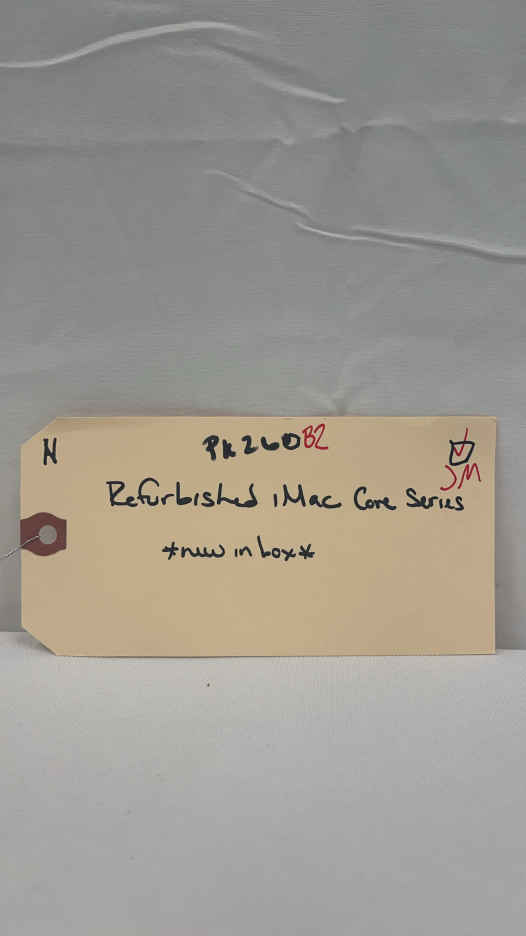 N PK260B2
JM
Refurbished iMac Core Series
*new in box*